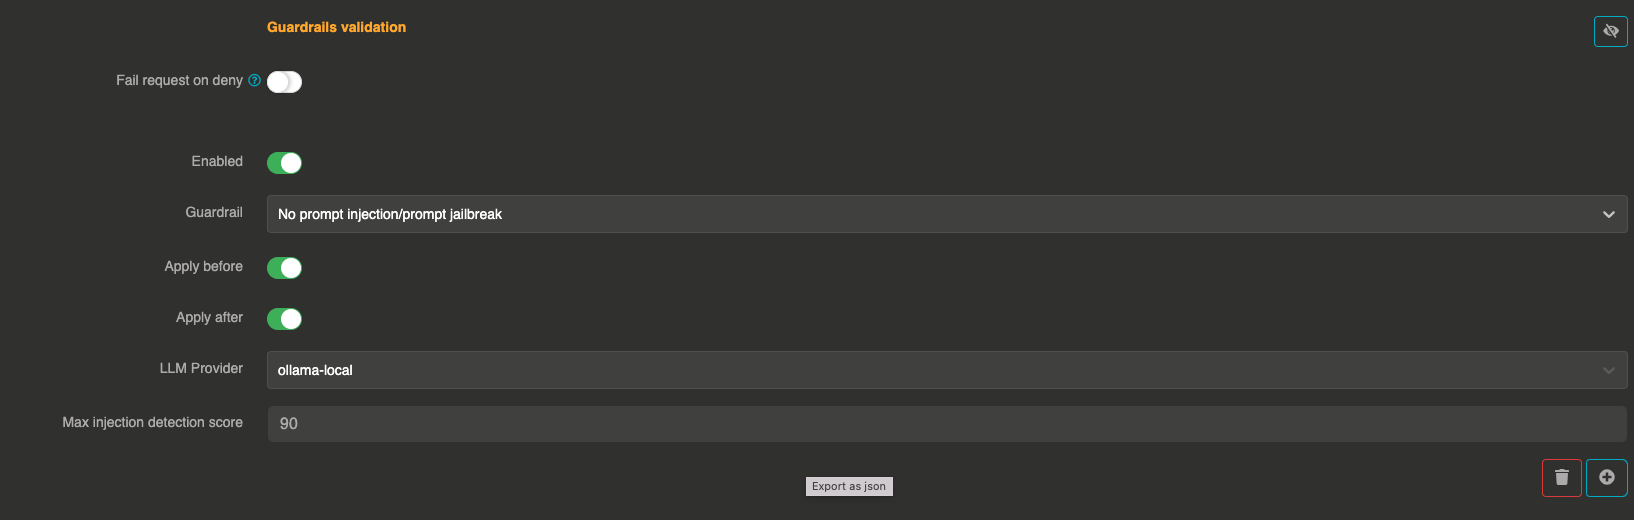 Guardrails validation
Fail request on deny
Enabled
Guardrail No prompt injection/prompt jailbreak
Apply before
Apply after
LLM Provider ollama-local
Max injection detection score 90
Export as json